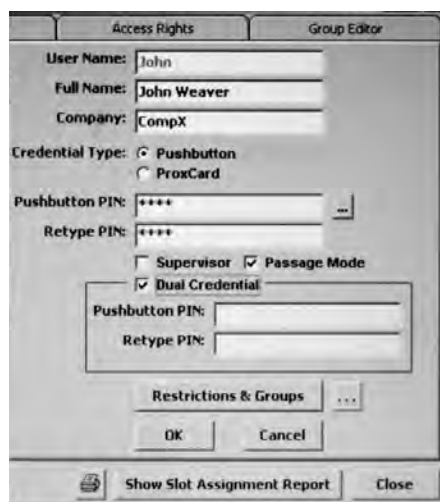 Access Rights Group Editor
User Name: John
Full Name: John Weaver
Company: CompX
Credential Type: Pushbutton
ProxCard
Pushbutton PIN: **** ...
Retype PIN: ****
Supervisor Passage Mode
Dual Credential
Pushbutton PIN:
Retype PIN:
Restrictions & Groups ...
OK Cancel
Show Slot Assignment Report Close